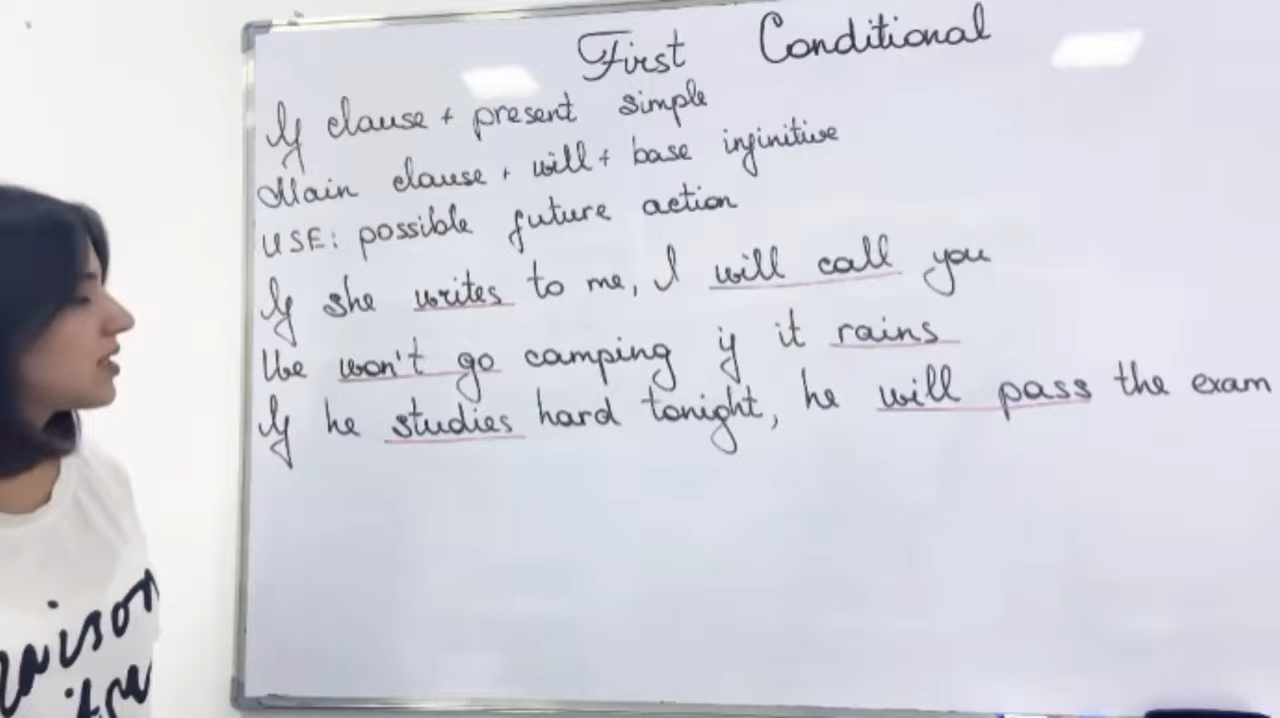 First Conditional
If clause + present simple
Main clause + will + base infinitive
USE: possible future action
If she writes to me, I will call you
We won't go camping if it rains
If he studies hard tonight, he will pass the exam